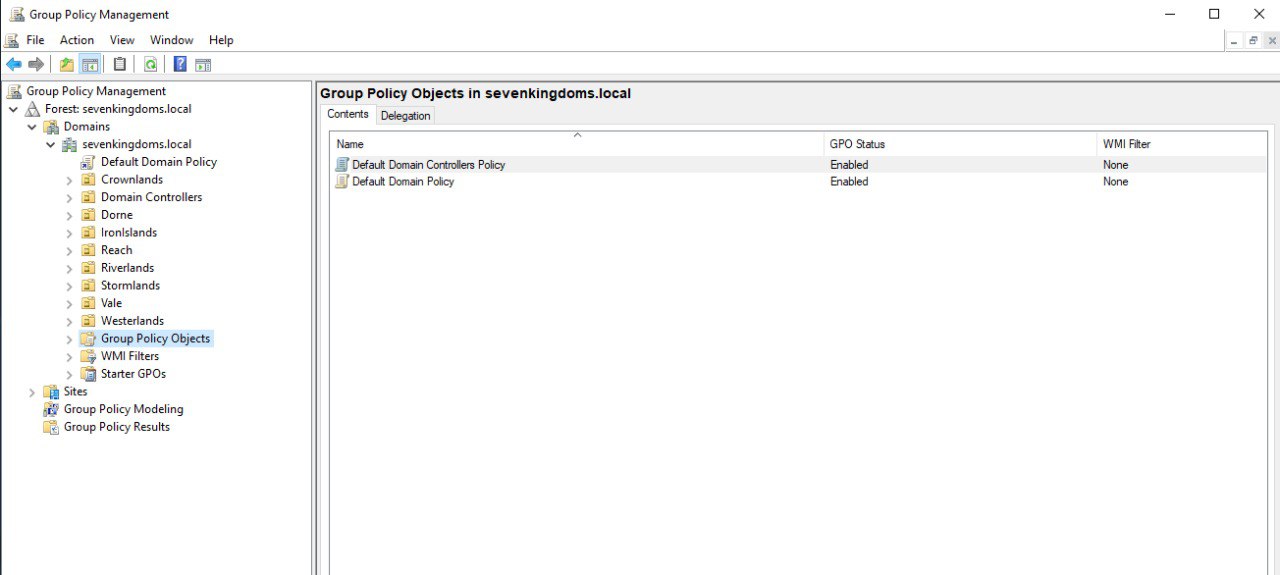 Group Policy Management
File Action View Window Help
Group Policy Management
Forest: sevenkingdoms.local
Domains
sevenkingdoms.local
Default Domain Policy
Crownlands
Domain Controllers
Dorne
IronIslands
Reach
Riverlands
Stormlands
Vale
Westerlands
Group Policy Objects
WMI Filters
Starter GPOs
Sites
Group Policy Modeling
Group Policy Results
Group Policy Objects in sevenkingdoms.local
Contents Delegation
Name GPO Status WMI Filter
Default Domain Controllers Policy Enabled None
Default Domain Policy Enabled None